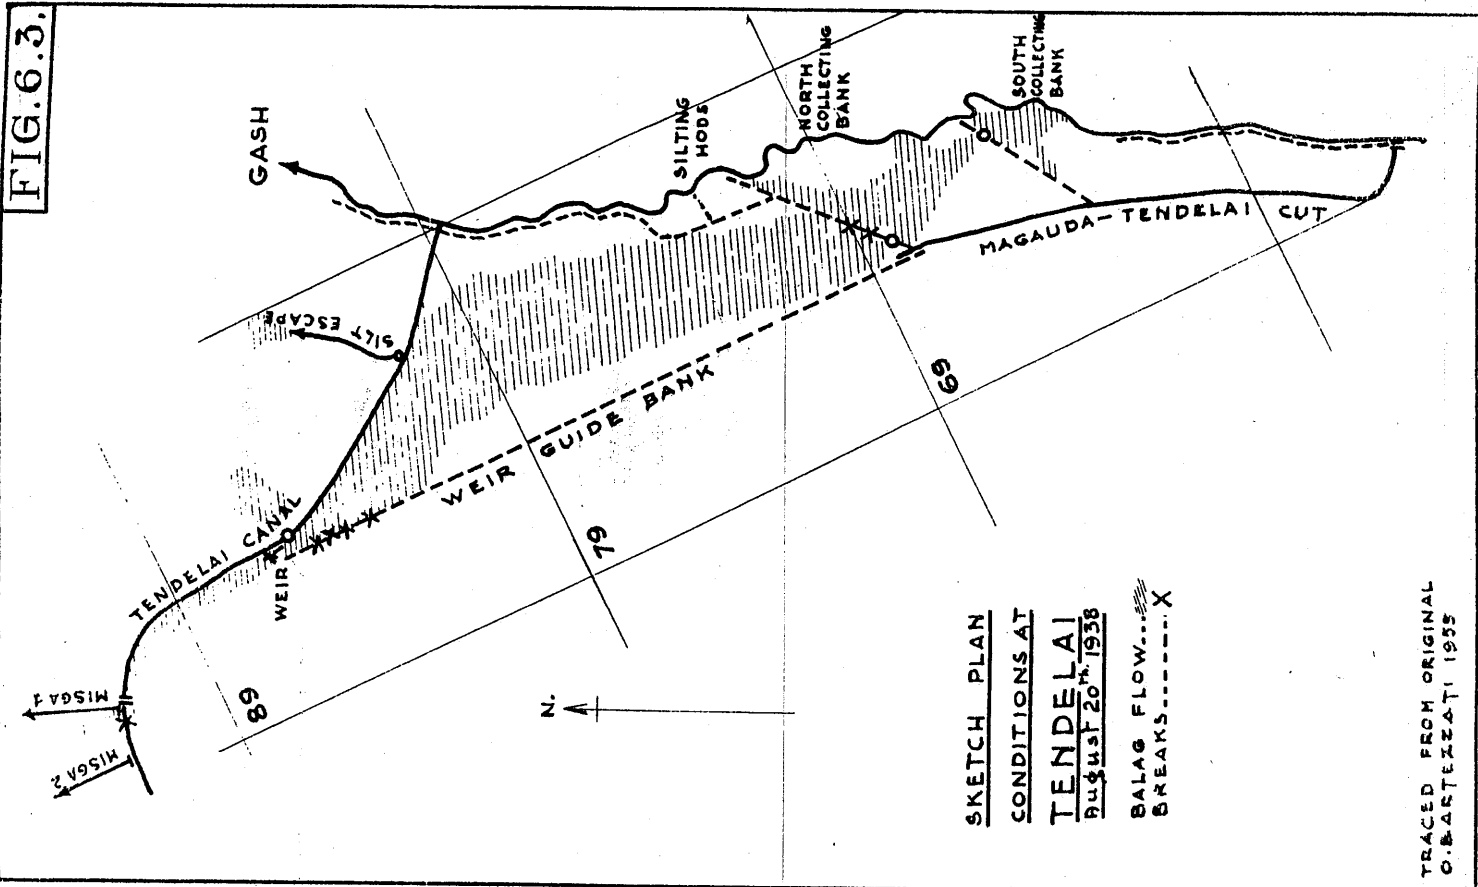 FIG. 6.3.
GASH
SILTING
HODS
NORTH
COLLECTING
BANK
SOUTH
COLLECTING
BANK
SILT ESCAPE
MAGAUDA-TENDELAI CUT
WEIR GUIDE BANK
TENDELAI CANAL
WEIR
MISGA 1
MISGA 2
69
79
89
N.
SKETCH PLAN
CONDITIONS AT
TENDELAI
August 20TH. 1938
BALAG FLOW...
BREAKS-------X
TRACED FROM ORIGINAL
O. BARTEZZATI 1955